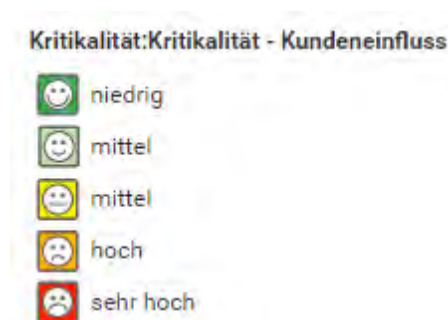 Kritikalität:Kritikalität - Kundeneinfluss
niedrig
mittel
mittel
hoch
sehr hoch